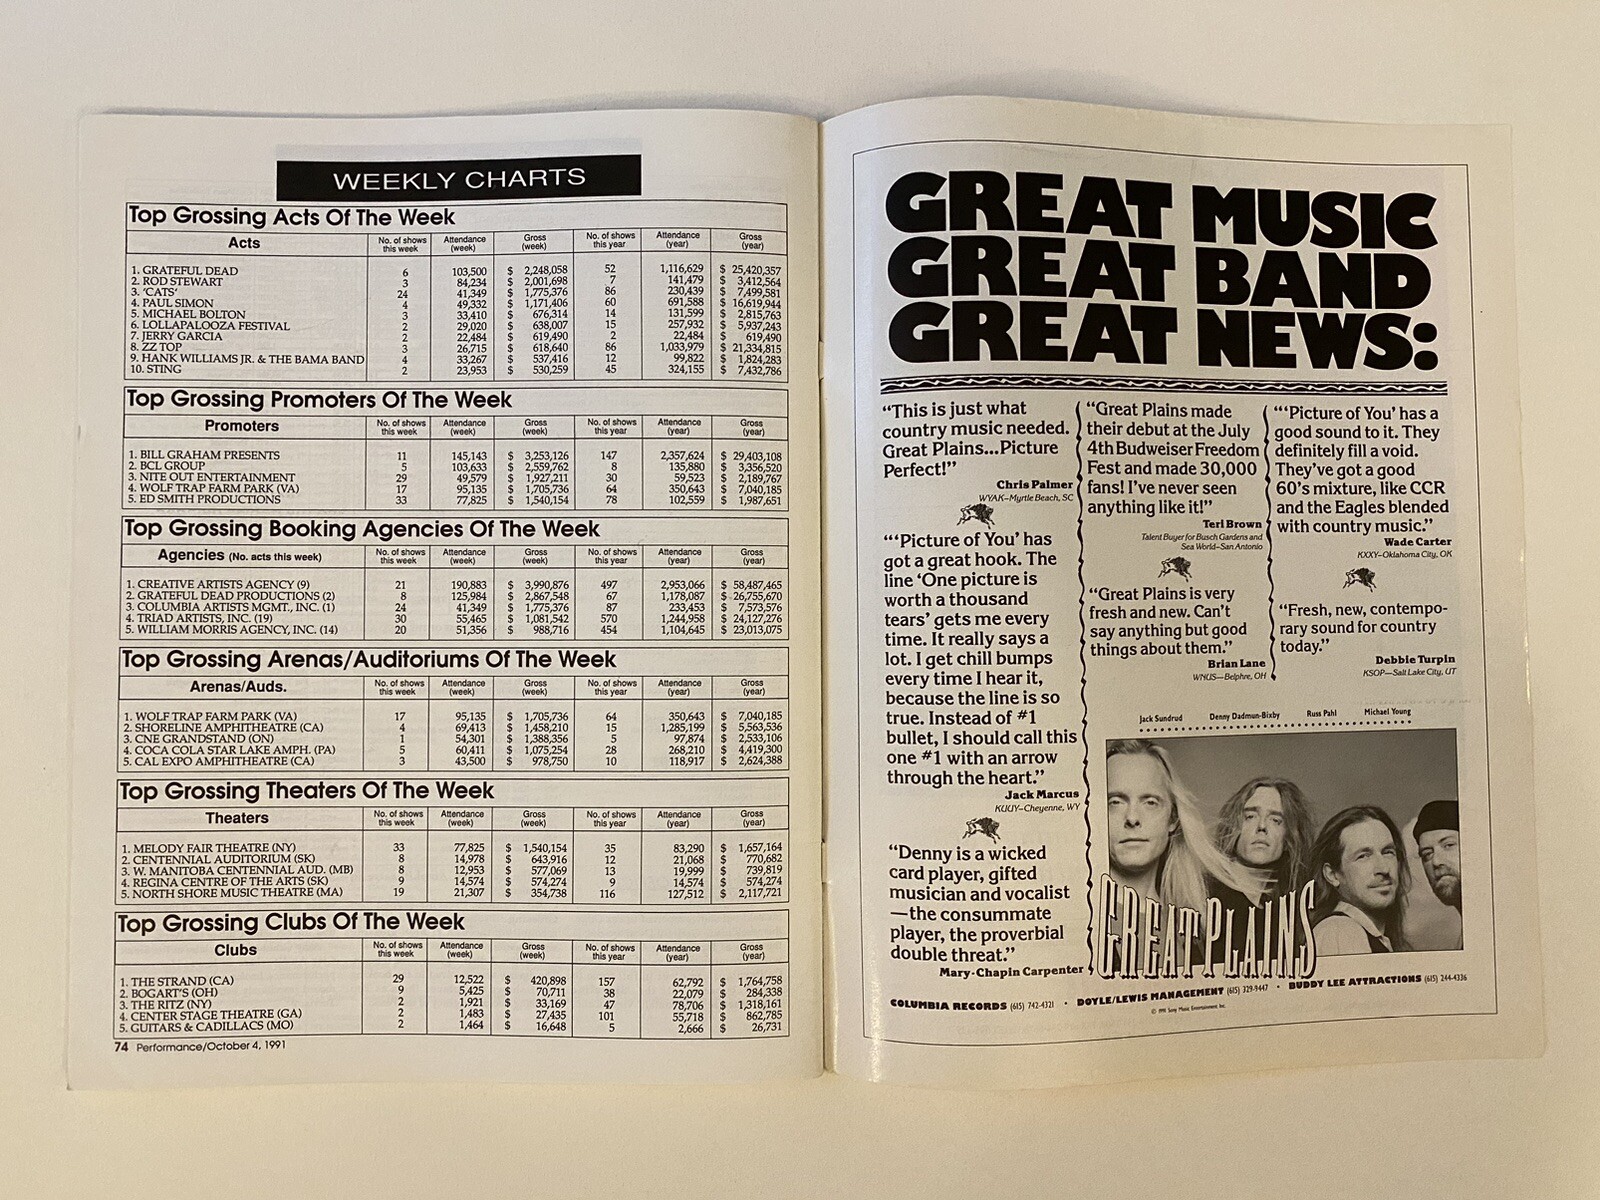 WEEKLY CHARTS
Top Grossing Acts Of The Week
Acts No. of shows this week Attendance (week) Gross (week) No. of shows this year Attendance (year) Gross (year)
1. GRATEFUL DEAD 6 103,500 $ 2,248,058 52 1,116,629 $ 25,420,357
2. ROD STEWART 3 84,234 $ 2,001,698 7 141,479 $ 3,412,564
3. 'CATS' 24 41,349 $ 1,775,376 86 230,439 $ 7,499,581
4. PAUL SIMON 4 49,332 $ 1,171,406 60 691,588 $ 16,619,944
5. MICHAEL BOLTON 3 33,410 $ 676,314 14 131,599 $ 2,815,763
6. LOLLAPALOOZA FESTIVAL 2 29,020 $ 638,007 15 257,932 $ 5,937,243
7. JERRY GARCIA 2 22,484 $ 619,490 2 22,484 $ 619,490
8. ZZ TOP 3 26,715 $ 618,640 86 1,033,979 $ 21,334,815
9. HANK WILLIAMS JR. & THE BAMA BAND 4 33,267 $ 537,416 12 99,822 $ 1,824,283
10. STING 2 23,953 $ 530,259 45 324,155 $ 7,432,786
Top Grossing Promoters Of The Week
Promoters No. of shows this week Attendance (week) Gross (week) No. of shows this year Attendance (year) Gross (year)
1. BILL GRAHAM PRESENTS 11 145,143 $ 3,253,126 147 2,357,624 $ 29,403,108
2. BCL GROUP 5 103,633 $ 2,559,762 8 135,880 $ 3,356,520
3. NITE OUT ENTERTAINMENT 29 49,579 $ 1,927,211 30 59,523 $ 2,189,767
4. WOLF TRAP FARM PARK (VA) 17 95,135 $ 1,705,736 64 350,643 $ 7,040,185
5. ED SMITH PRODUCTIONS 33 77,825 $ 1,540,154 78 102,559 $ 1,987,651
Top Grossing Booking Agencies Of The Week
Agencies (No. acts this week) No. of shows this week Attendance (week) Gross (week) No. of shows this year Attendance (year) Gross (year)
1. CREATIVE ARTISTS AGENCY (9) 21 190,883 $ 3,990,876 497 2,953,066 $ 58,487,465
2. GRATEFUL DEAD PRODUCTIONS (2) 8 125,984 $ 2,867,548 67 1,178,087 $ 26,755,670
3. COLUMBIA ARTISTS MGMT., INC. (1) 24 41,349 $ 1,775,376 87 233,453 $ 7,573,576
4. TRIAD ARTISTS, INC. (19) 30 55,465 $ 1,081,542 570 1,244,958 $ 24,127,276
5. WILLIAM MORRIS AGENCY, INC. (14) 20 51,356 $ 988,716 454 1,104,645 $ 23,013,075
Top Grossing Arenas/Auditoriums Of The Week
Arenas/Auds. No. of shows this week Attendance (week) Gross (week) No. of shows this year Attendance (year) Gross (year)
1. WOLF TRAP FARM PARK (VA) 17 95,135 $ 1,705,736 64 350,643 $ 7,040,185
2. SHORELINE AMPHITHEATRE (CA) 4 69,413 $ 1,458,210 15 1,285,199 $ 5,563,536
3. CNE GRANDSTAND (ON) 1 54,301 $ 1,388,356 5 97,874 $ 2,533,106
4. COCA COLA STAR LAKE AMPH. (PA) 5 60,411 $ 1,075,254 28 268,210 $ 4,419,300
5. CAL EXPO AMPHITHEATRE (CA) 3 43,500 $ 978,750 10 118,917 $ 2,624,388
Top Grossing Theaters Of The Week
Theaters No. of shows this week Attendance (week) Gross (week) No. of shows this year Attendance (year) Gross (year)
1. MELODY FAIR THEATRE (NY) 33 77,825 $ 1,540,154 35 83,290 $ 1,657,164
2. CENTENNIAL AUDITORIUM (SK) 8 14,978 $ 643,916 12 21,068 $ 770,682
3. W. MANITOBA CENTENNIAL AUD. (MB) 8 12,953 $ 577,069 13 19,999 $ 739,819
4. REGINA CENTRE OF THE ARTS (SK) 9 14,574 $ 574,274 9 14,574 $ 574,274
5. NORTH SHORE MUSIC THEATRE (MA) 19 21,307 $ 354,738 116 127,512 $ 2,117,721
Top Grossing Clubs Of The Week
Clubs No. of shows this week Attendance (week) Gross (week) No. of shows this year Attendance (year) Gross (year)
1. THE STRAND (CA) 29 12,522 $ 420,898 157 62,792 $ 1,764,758
2. BOGART'S (OH) 9 5,425 $ 70,711 38 22,079 $ 284,338
3. THE RITZ (NY) 2 1,921 $ 33,169 47 78,706 $ 1,318,161
4. CENTER STAGE THEATRE (GA) 2 1,483 $ 27,435 101 55,718 $ 862,785
5. GUITARS & CADILLACS (MO) 2 1,464 $ 16,648 5 2,666 $ 26,731
74 Performance/October 4, 1991
GREAT MUSIC
GREAT BAND
GREAT NEWS:
"This is just what
country music needed.
Great Plains...Picture
Perfect!"
Chris Palmer
WYAK–Myrtle Beach, SC
"'Picture of You' has
got a great hook. The
line 'One picture is
worth a thousand
tears' gets me every
time. It really says a
lot. I get chill bumps
every time I hear it,
because the line is so
true. Instead of #1
bullet, I should call this
one #1 with an arrow
through the heart."
Jack Marcus
KUUY–Cheyenne, WY
"Denny is a wicked
card player, gifted
musician and vocalist
—the consummate
player, the proverbial
double threat."
Mary-Chapin Carpenter
"Great Plains made
their debut at the July
4th Budweiser Freedom
Fest and made 30,000
fans! I've never seen
anything like it!"
Teri Brown
Talent Buyer for Busch Gardens and
Sea World–San Antonio
"Great Plains is very
fresh and new. Can't
say anything but good
things about them."
Brian Lane
WNUS–Belphre, OH
"'Picture of You' has a
good sound to it. They
definitely fill a void.
They've got a good
60's mixture, like CCR
and the Eagles blended
with country music."
Wade Carter
KXXY–Oklahoma City, OK
"Fresh, new, contempo-
rary sound for country
today."
Debbie Turpin
KSOP–Salt Lake City, UT
Jack Sundrud Denny Dadmun-Bixby Russ Pahl Michael Young
GREAT PLAINS
COLUMBIA RECORDS (615) 742-4321 · DOYLE/LEWIS MANAGEMENT (615) 329-9447 · BUDDY LEE ATTRACTIONS (615) 244-4336
© 1991 Sony Music Entertainment Inc.